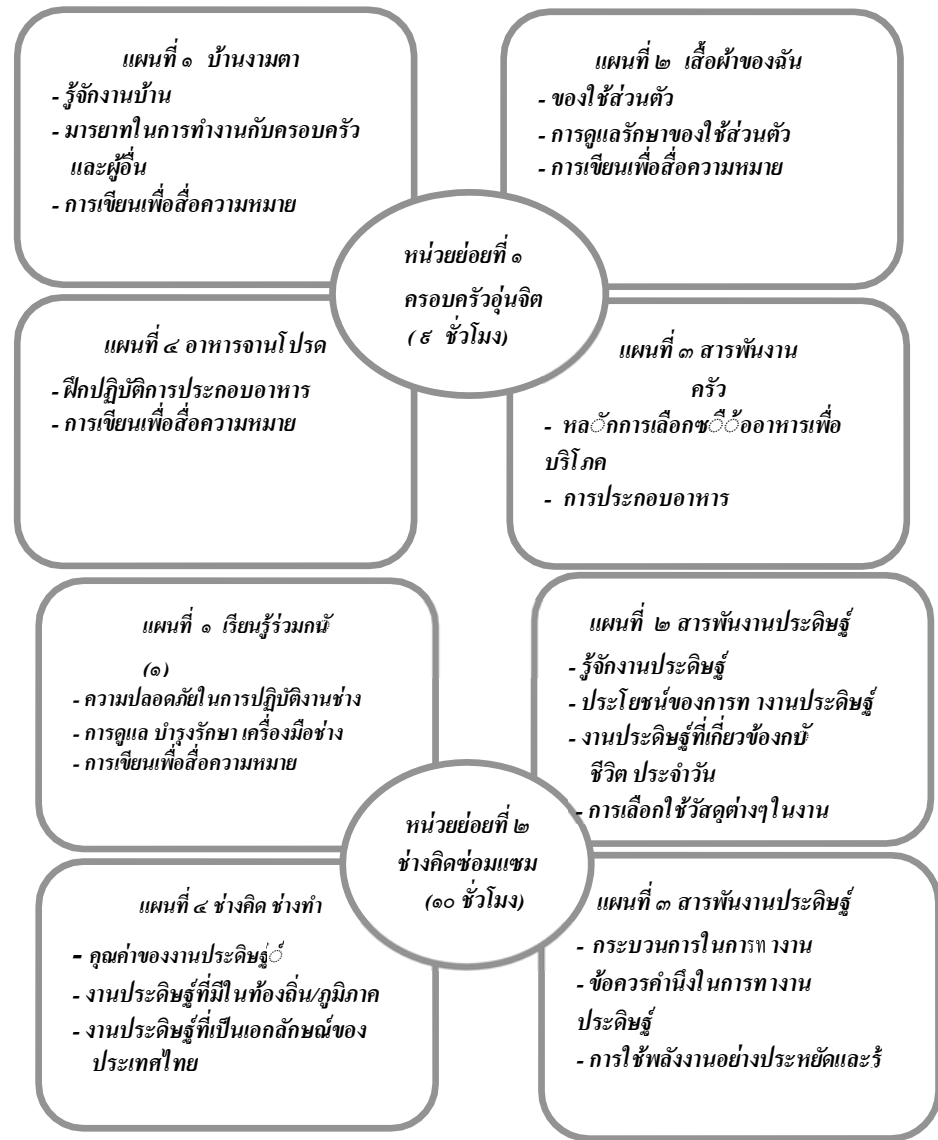 แผนที่ ๑ บ้านงามตา
- รู้จักงานบ้าน
- มารยาทในการทำงานกับครอบครัว
และผู้อื่น
- การเขียนเพื่อสื่อความหมาย
แผนที่ ๒ เสื้อผ้าของฉัน
- ของใช้ส่วนตัว
- การดูแลรักษาของใช้ส่วนตัว
- การเขียนเพื่อสื่อความหมาย
หน่วยย่อยที่ ๑
ครอบครัวอุ่นจิต
( ๙ ชั่วโมง)
แผนที่ ๔ อาหารจานโปรด
- ฝึกปฏิบัติการประกอบอาหาร
- การเขียนเพื่อสื่อความหมาย
แผนที่ ๓ สารพันงาน
ครัว
- หลักการเลือกซื้ออาหารเพื่อ
บริโภค
- การประกอบอาหาร
แผนที่ ๑ เรียนรู้ร่วมกนั
(๑)
- ความปลอดภัยในการปฏิบัติงานช่าง
- การดูแล บำรุงรักษา เครื่องมือช่าง
- การเขียนเพื่อสื่อความหมาย
แผนที่ ๒ สารพันงานประดิษฐ์
- รู้จักงานประดิษฐ์
- ประโยชน์ของการท างานประดิษฐ์
- งานประดิษฐ์ที่เกี่ยวข้องกบั
ชีวิต ประจำวัน
- การเลือกใช้วัสดุต่างๆในงาน
หน่วยย่อยที่ ๒
ช่างคิดซ่อมแซม
(๑๐ ชั่วโมง)
แผนที่ ๔ ช่างคิด ช่างทำ
- คุณค่าของงานประดิษฐ์
- งานประดิษฐ์ที่มีในท้องถิ่น/ภูมิภาค
- งานประดิษฐ์ที่เป็นเอกลักษณ์ของ
ประเทศไทย
แผนที่ ๓ สารพันงานประดิษฐ์
- กระบวนการในการท างาน
- ข้อควรคำนึงในการทางาน
ประดิษฐ์
- การใช้พลังงานอย่างประหยัดและรู้